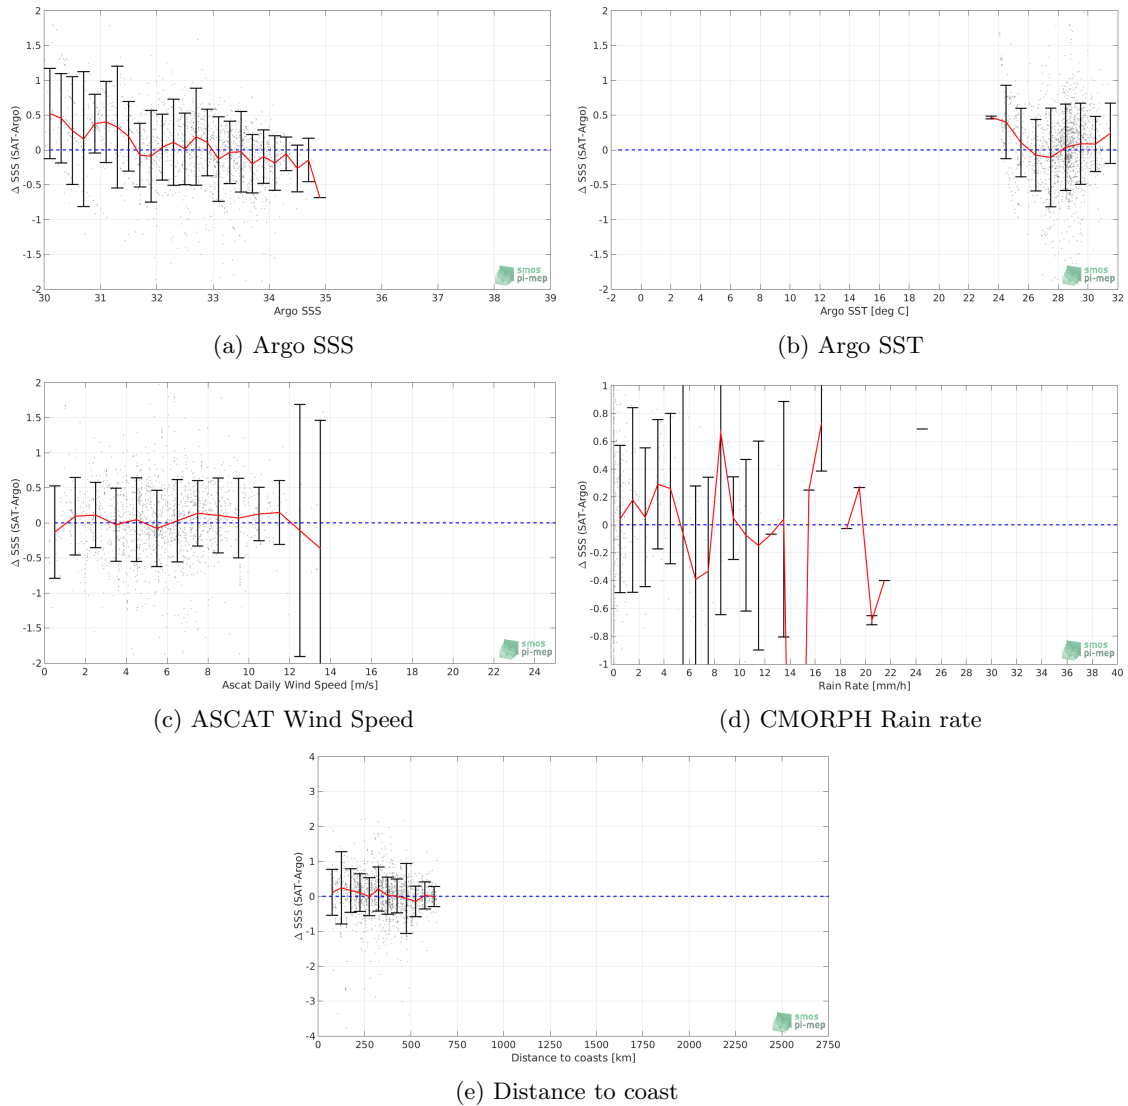 2
1.5
1
0.5
0
-0.5
-1
-1.5
-2
Δ SSS (SAT-Argo)
30 31 32 33 34 35 36 37 38 39
Argo SSS
smos
pi-mep
(a) Argo SSS
2
1.5
1
0.5
0
-0.5
-1
-1.5
-2
Δ SSS (SAT-Argo)
-2 0 2 4 6 8 10 12 14 16 18 20 22 24 26 28 30 32
Argo SST [deg C]
smos
pi-mep
(b) Argo SST
2
1.5
1
0.5
0
-0.5
-1
-1.5
-2
Δ SSS (SAT-Argo)
0 2 4 6 8 10 12 14 16 18 20 22 24
Ascat Daily Wind Speed [m/s]
smos
pi-mep
(c) ASCAT Wind Speed
1
0.8
0.6
0.4
0.2
0
-0.2
-0.4
-0.6
-0.8
-1
Δ SSS (SAT-Argo)
0 2 4 6 8 10 12 14 16 18 20 22 24 26 28 30 32 34 36 38 40
Rain Rate [mm/h]
smos
pi-mep
(d) CMORPH Rain rate
4
3
2
1
0
-1
-2
-3
-4
Δ SSS (SAT-Argo)
0 250 500 750 1000 1250 1500 1750 2000 2250 2500 2750
Distance to coasts [km]
smos
pi-mep
(e) Distance to coast